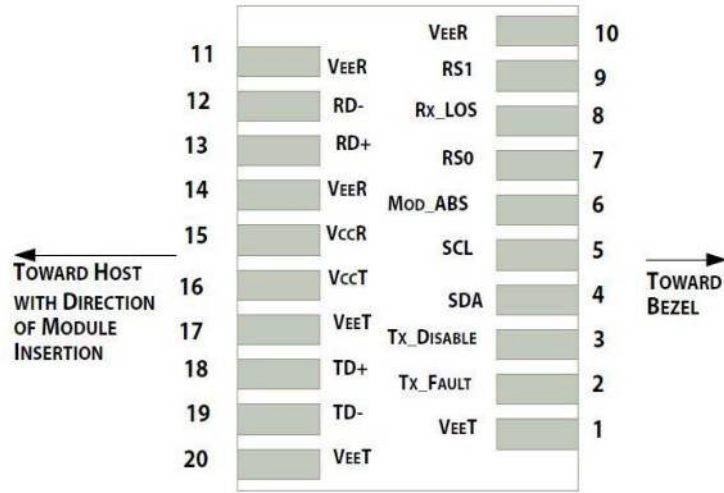 VEER 10
11 VEER
RS1 9
12 RD-
RX_LOS 8
13 RD+
RS0 7
14 VEER
MOD_ABS 6
15 VCCR
SCL 5
16 VCCT
SDA 4
17 VEET
TX_DISABLE 3
18 TD+
TX_FAULT 2
19 TD-
VEET 1
20 VEET
TOWARD HOST
WITH DIRECTION
OF MODULE
INSERTION
TOWARD
BEZEL